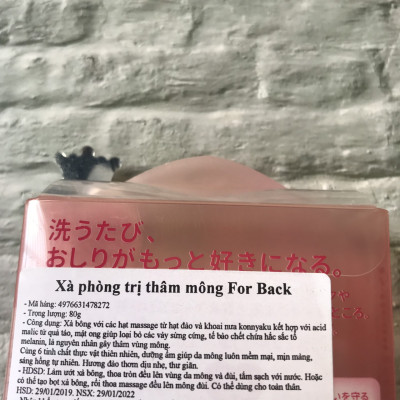 洗うたび、
おしりがもっと好きになる。
Xà phòng trị thâm mông For Back
- Mã hàng: 4976631478272
- Trọng lượng: 80g
- Công dụng: Xà bông với các hạt massage từ hạt đào và khoai nưa konnyaku kết hợp với acid
malic từ quả táo, mật ong giúp loại bỏ các vảy sừng cứng, tế bào chết chứa hắc sắc tố
melanin, là nguyên nhân gây thâm vùng mông.
Cùng 6 tinh chất thực vật thiên nhiên, dưỡng ẩm giúp da mông luôn mềm mại, mịn màng,
sáng hồng tự nhiên. Hương đào thơm dịu nhẹ, thư giãn.
- HDSD: Làm ướt xà bông, thoa tròn đều lên vùng da mông và đùi, tắm sạch với nước. Hoặc
có thể tạo bọt xà bông, rồi thoa massage đều lên mông đùi. Có thể dùng cho toàn thân.
HSD: 29/01/2019. NSX: 29/01/2022